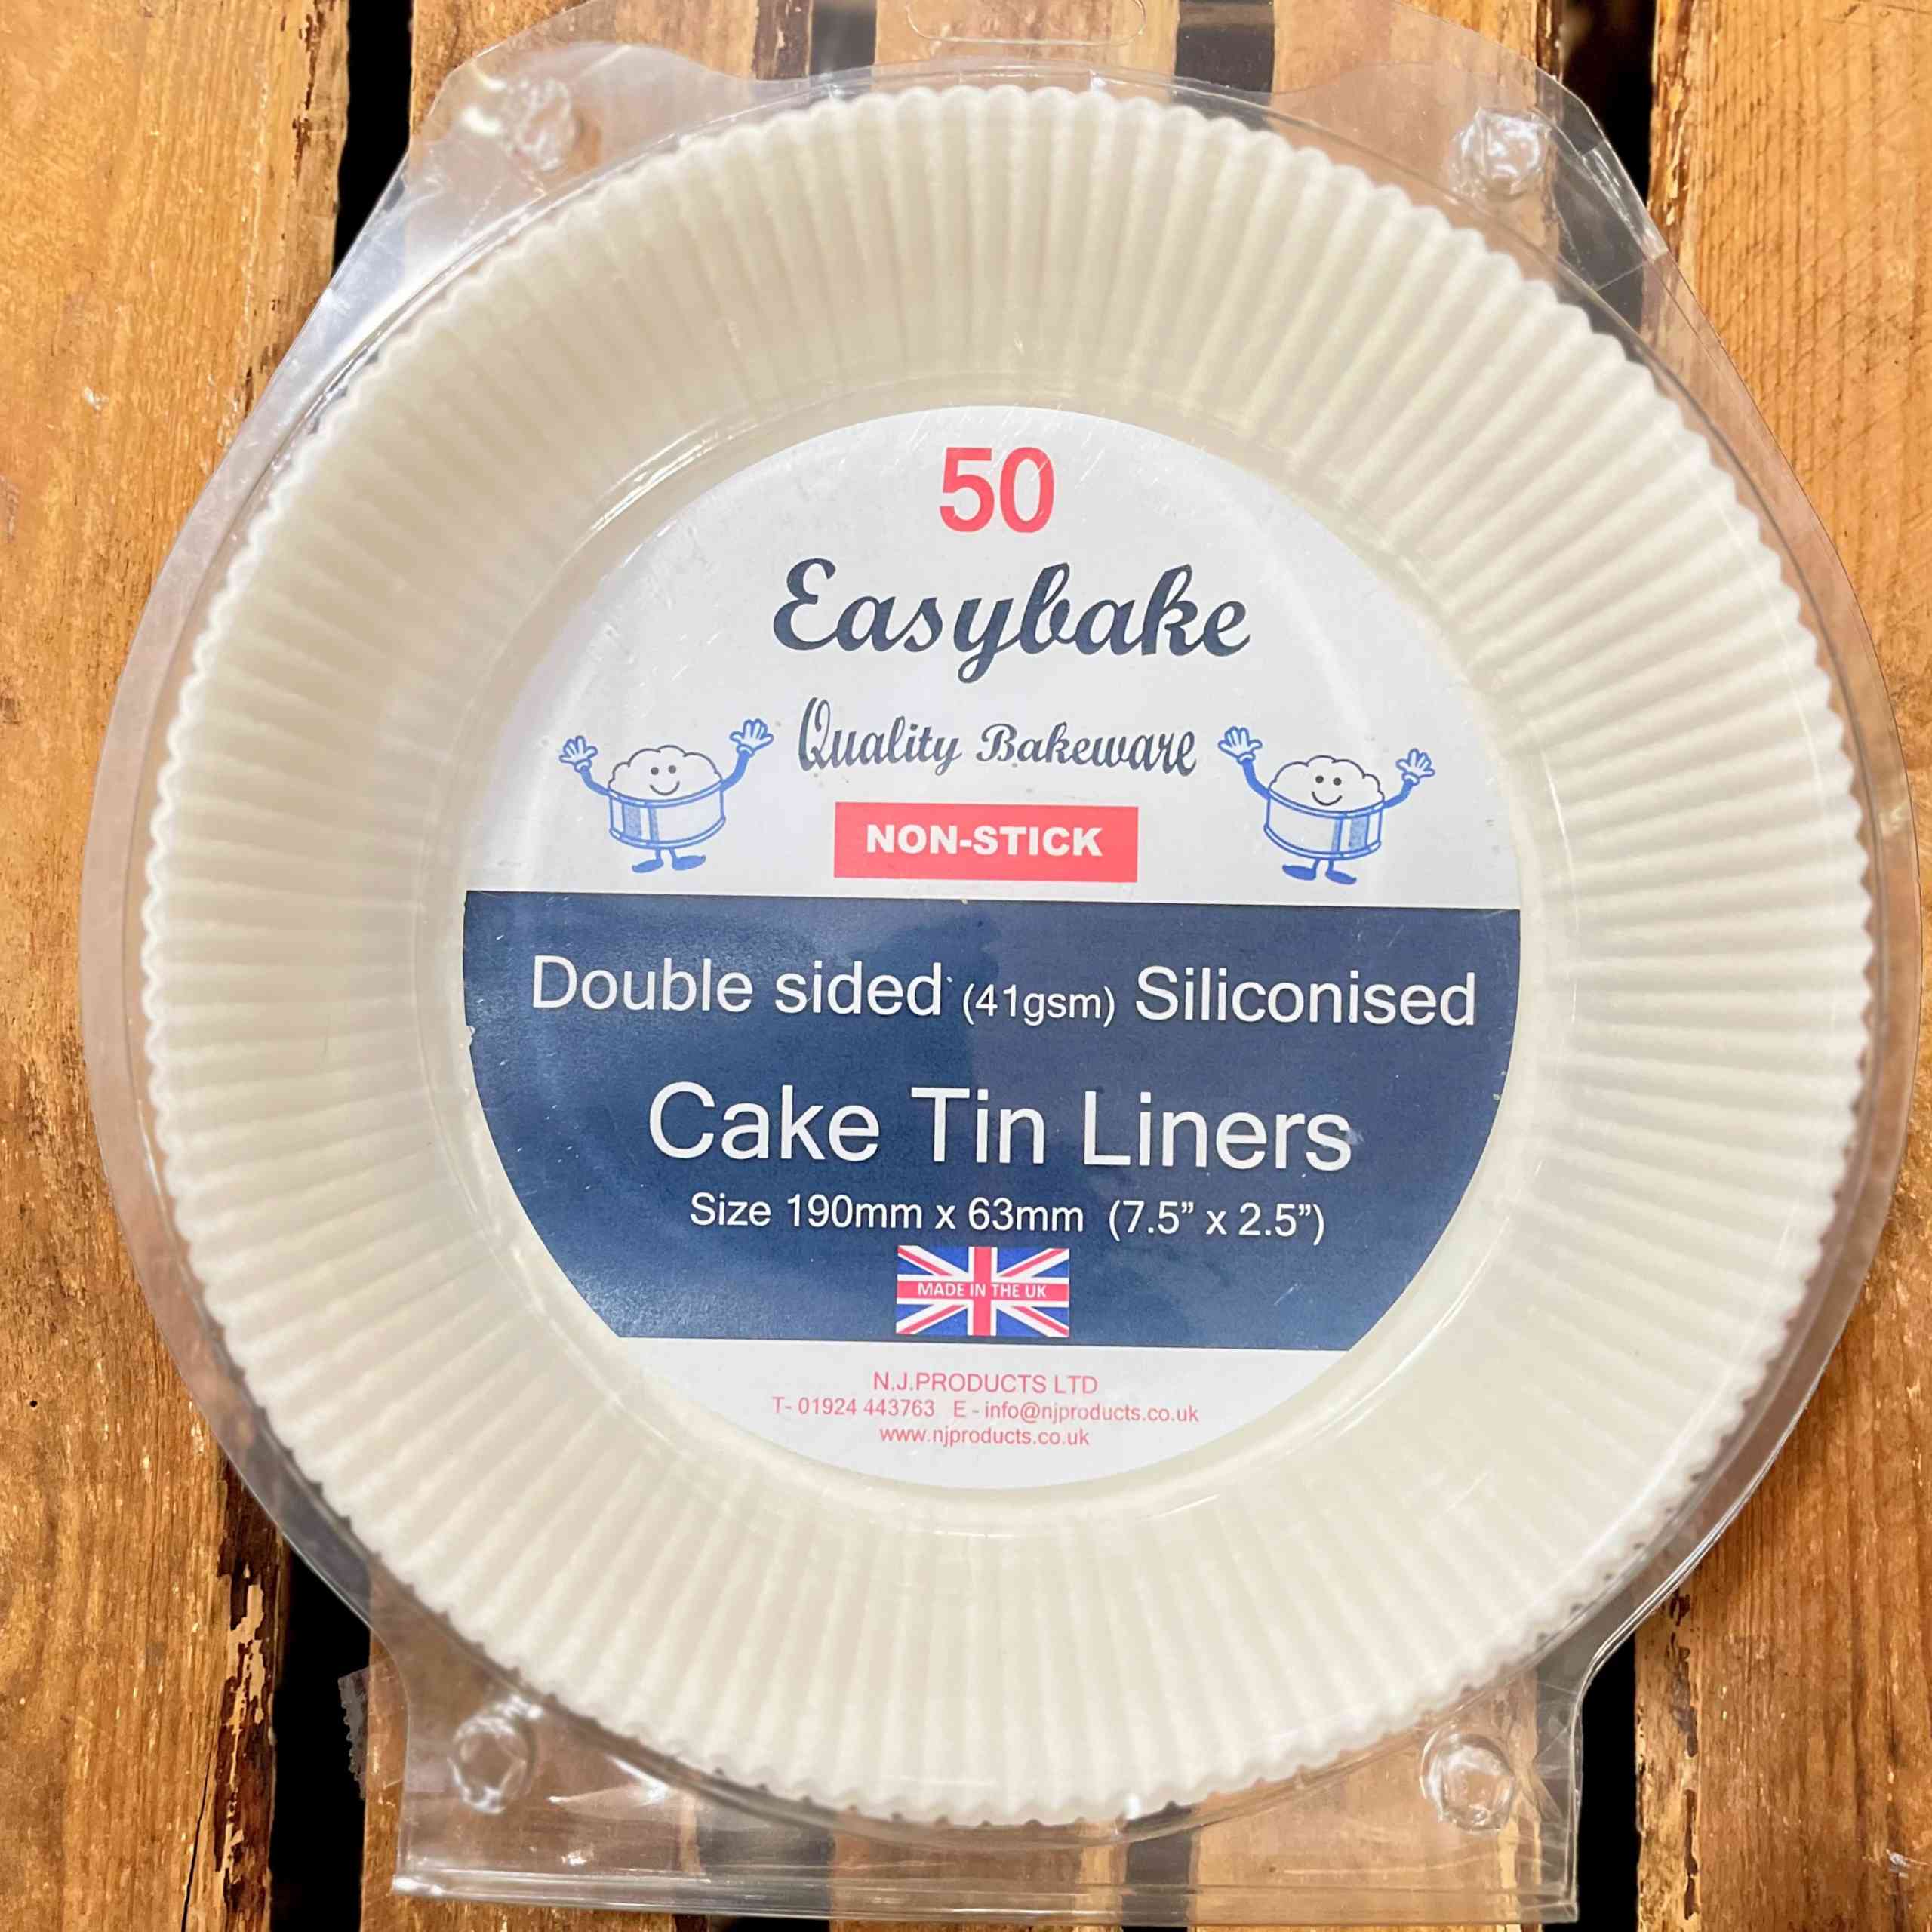 50
Easybake
Quality Bakeware
NON-STICK
Double sided (41gsm) Siliconised
Cake Tin Liners
Size 190mm x 63mm (7.5” x 2.5”)
MADE IN THE UK
N.J.PRODUCTS LTD
T- 01924 443763 E - info@njproducts.co.uk
www.njproducts.co.uk